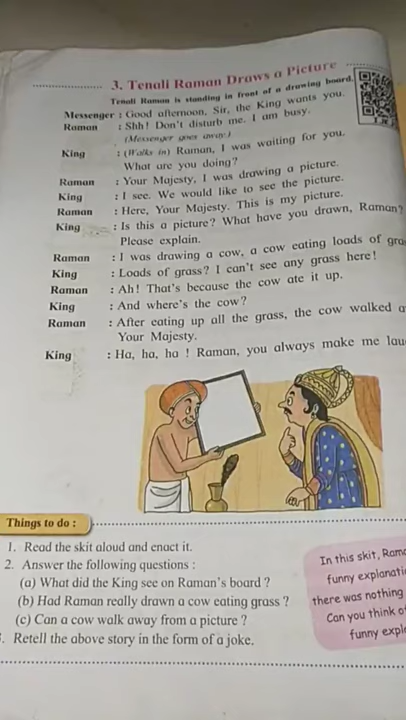 3. Tenali Raman Draws a Picture
Tenali Raman is standing in front of a drawing board.
Messenger : Good afternoon, Sir, the King wants you.
Raman : Shh! Don't disturb me. I am busy.
(Messenger goes away)
King : (Walks in) Raman, I was waiting for you.
What are you doing?
Raman : Your Majesty, I was drawing a picture.
King : I see. We would like to see the picture.
Raman : Here, Your Majesty. This is my picture.
King : Is this a picture? What have you drawn, Raman?
Please explain.
Raman : I was drawing a cow, a cow eating loads of
King : Loads of grass? I can't see any grass here!
Raman : Ah! That's because the cow ate it up.
King : And where's the cow?
Raman : After eating up all the grass, the cow walked
Your Majesty.
King : Ha, ha, ha ! Raman, you always make me
Things to do :
1. Read the skit aloud and enact it.
2. Answer the following questions :
(a) What did the King see on Raman's board ?
(b) Had Raman really drawn a cow eating grass ?
(c) Can a cow walk away from a picture ?
. Retell the above story in the form of a joke.
In this skit,
funny
there was nothing
Can you think
funny